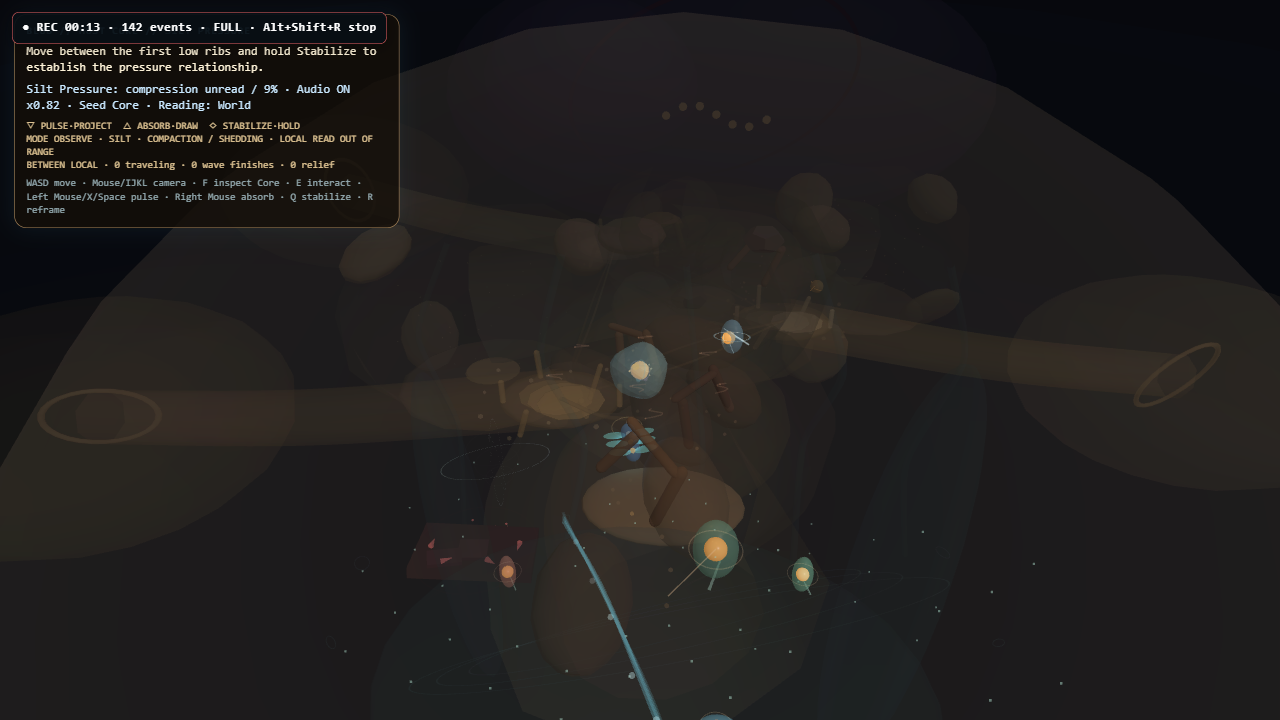 ● REC 00:13 · 142 events · FULL · Alt+Shift+R stop
Move between the first low ribs and hold Stabilize to
establish the pressure relationship.
Silt Pressure: compression unread / 9% · Audio ON
x0.82 · Seed Core · Reading: World
▽ PULSE·PROJECT △ ABSORB·DRAW ◇ STABILIZE·HOLD
MODE OBSERVE · SILT · COMPACTION / SHEDDING · LOCAL READ OUT OF
RANGE
BETWEEN LOCAL · 0 traveling · 0 wave finishes · 0 relief
WASD move · Mouse/IJKL camera · F inspect Core · E interact ·
Left Mouse/X/Space pulse · Right Mouse absorb · Q stabilize · R
reframe